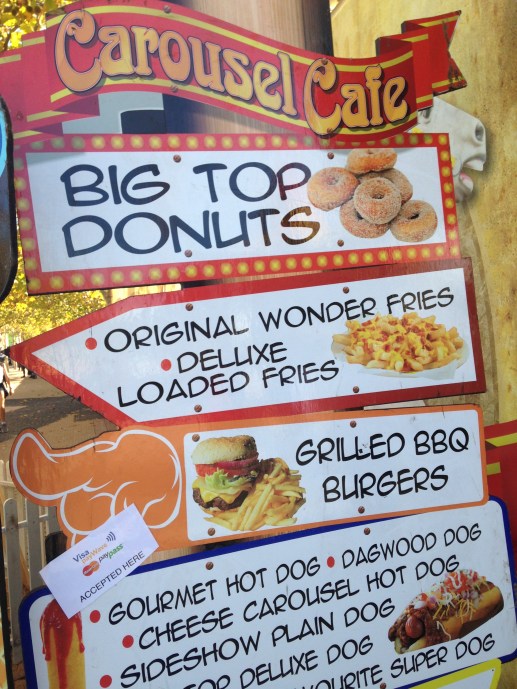 Carousel Cafe
BIG TOP
DONUTS
• ORIGINAL WONDER FRIES
• DELUXE
LOADED FRIES
GRILLED BBQ
BURGERS
Visa
payWave
paypass
ACCEPTED HERE
• GOURMET HOT DOG • DAGWOOD DOG
• CHEESE CAROUSEL HOT DOG
• SIDESHOW PLAIN DOG
DELUXE DOG
SUPER DOG